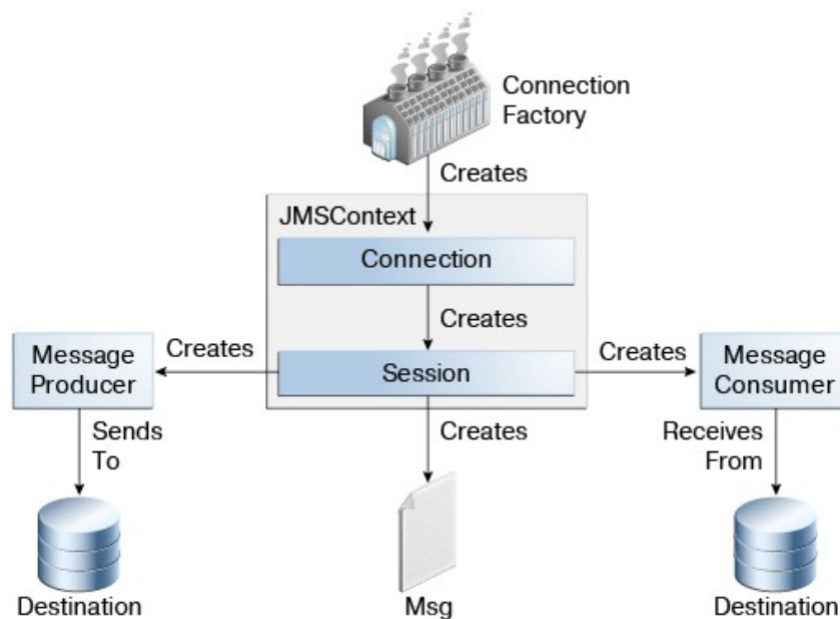 Connection
Factory
Creates
JMSContext
Connection
Creates
Message
Producer
Creates
Session
Creates
Message
Consumer
Sends
To
Creates
Receives
From
Destination
Msg
Destination